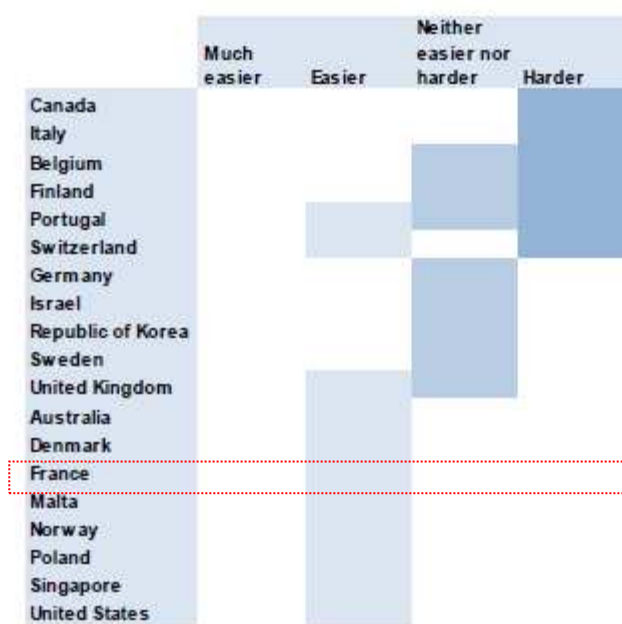 Much easier
Easier
Neither easier nor harder
Harder
Canada
Italy
Belgium
Finland
Portugal
Switzerland
Germany
Israel
Republic of Korea
Sweden
United Kingdom
Australia
Denmark
France
Malta
Norway
Poland
Singapore
United States